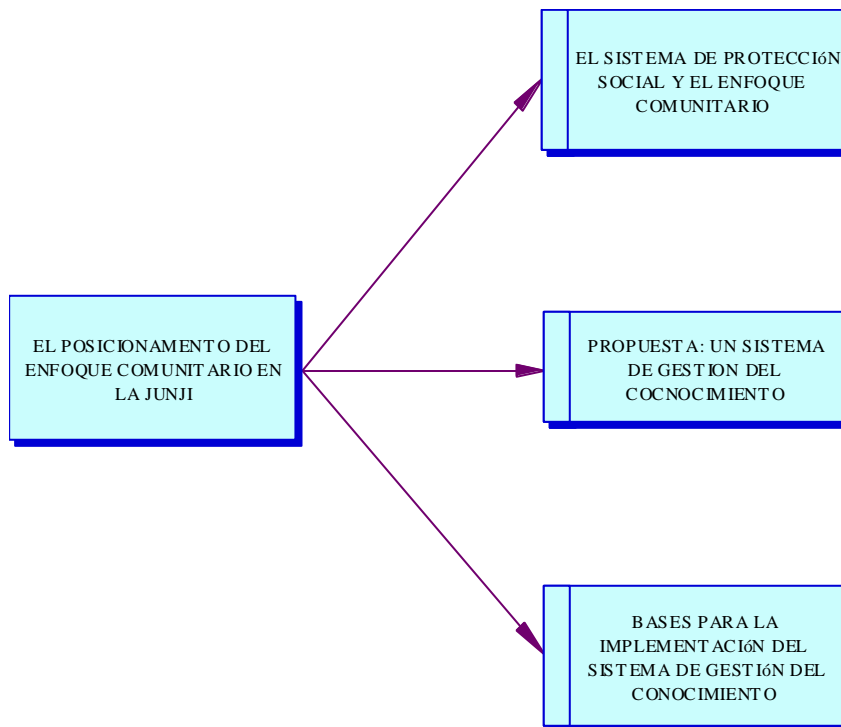 EL SISTEMA DE PROTECCIóN
SOCIAL Y EL ENFOQUE
COMUNITARIO
EL POSICIONAMENTO DEL
ENFOQUE COMUNITARIO EN
LA JUNJI
PROPUESTA: UN SISTEMA
DE GESTION DEL
COCNOCIMIENTO
BASES PARA LA
IMPLEMENTACIóN DEL
SISTEMA DE GESTIóN DEL
CONOCIMIENTO